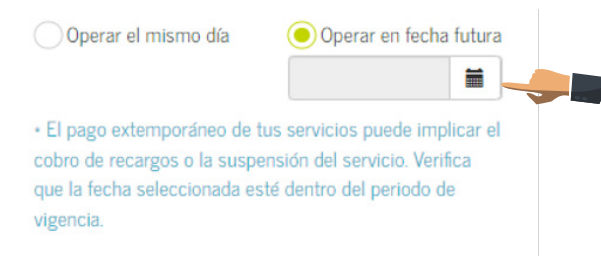 Operar el mismo día Operar en fecha futura
• El pago extemporáneo de tus servicios puede implicar el
cobro de recargos o la suspensión del servicio. Verifica
que la fecha seleccionada esté dentro del periodo de
vigencia.